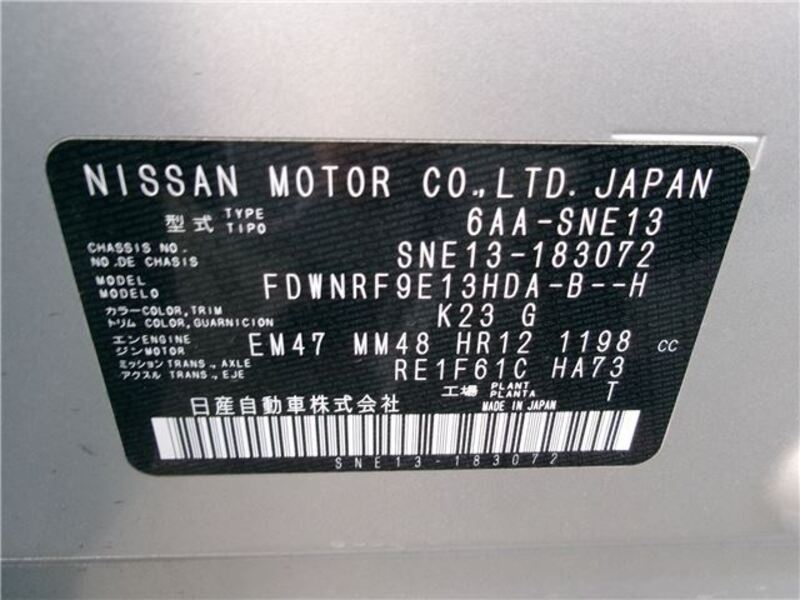 NISSAN MOTOR CO.,LTD. JAPAN
型式 TYPE TIPO 6AA-SNE13
CHASSIS NO. NO.DE CHASIS SNE13-183072
MODEL MODELO FDWNRF9E13HDA-B--H
カラー COLOR, TRIM トリム COLOR, GUARNICION K23 G
エンジン ENGINE MOTOR EM47 MM48 HR12 1198 CC
ミッション TRANS., AXLE アクスル TRANS., EJE RE1F61C HA73
工場 PLANT PLANTA T
日産自動車株式会社 MADE IN JAPAN
SNE13-183072